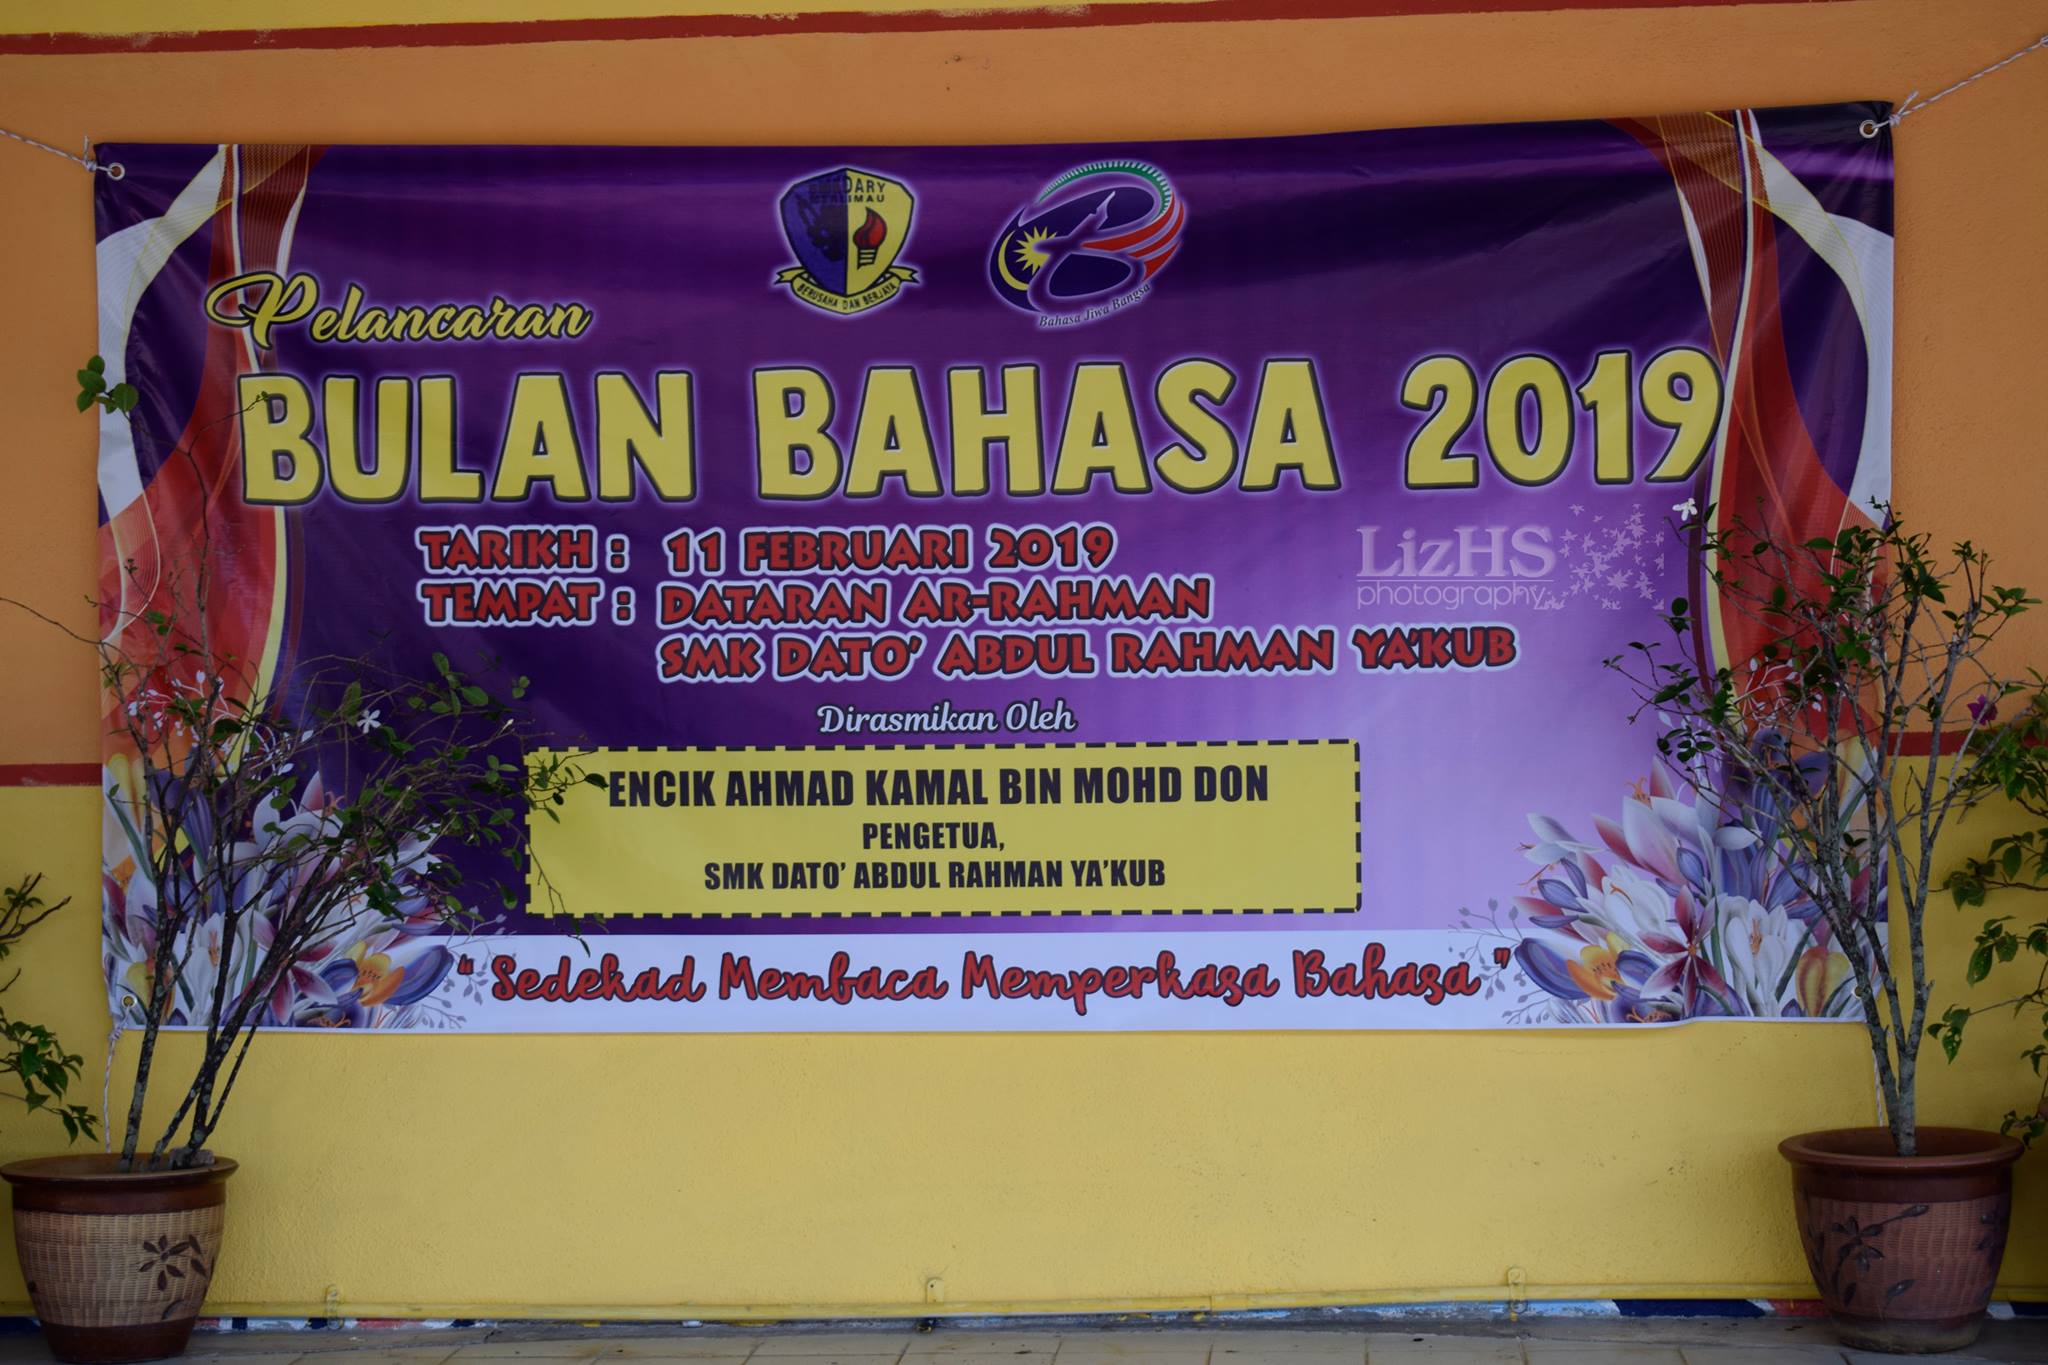 SMKDARY
MERLIMAU
BERUSAHA DAN BERJAYA
Bahasa Jiwa Bangsa
Pelancaran
BULAN BAHASA 2019
TARIKH : 11 FEBRUARI 2019
TEMPAT : DATARAN AR-RAHMAN
SMK DATO' ABDUL RAHMAN YA'KUB
LizHS
photography
Dirasmikan Oleh
ENCIK AHMAD KAMAL BIN MOHD DON
PENGETUA,
SMK DATO' ABDUL RAHMAN YA'KUB
" Sedekad Membaca Memperkasa Bahasa "